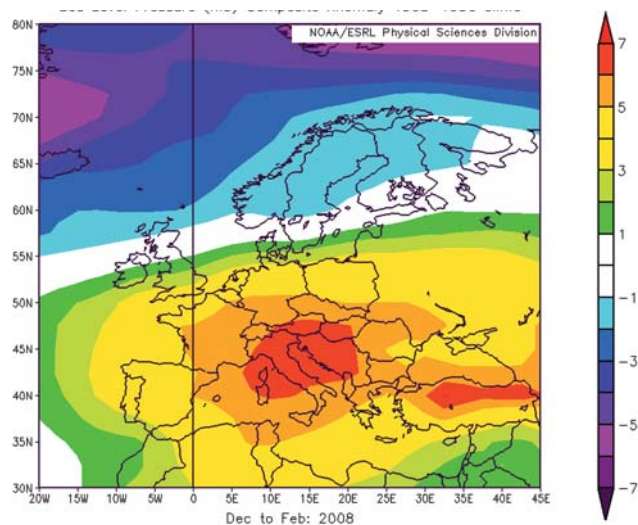 NOAA/ESRL Physical Sciences Division
80N
75N
70N
65N
60N
55N
50N
45N
40N
35N
30N
20W
15W
10W
5W
0
5E
10E
15E
20E
25E
30E
35E
40E
45E
Dec to Feb: 2008
7
5
3
1
-1
-3
-5
-7